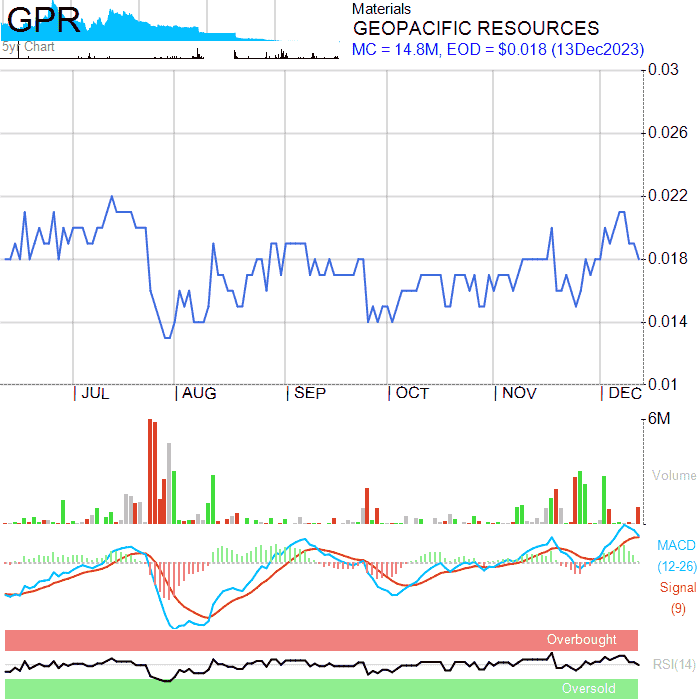 GPR
5yr Chart
Materials
GEOPACIFIC RESOURCES
MC = 14.8M, EOD = $0.018 (13Dec2023)
0.03
0.026
0.022
0.018
0.014
0.01
JUL
AUG
SEP
OCT
NOV
DEC
6M
Volume
MACD
(12-26)
Signal
(9)
Overbought
RSI(14)
Oversold